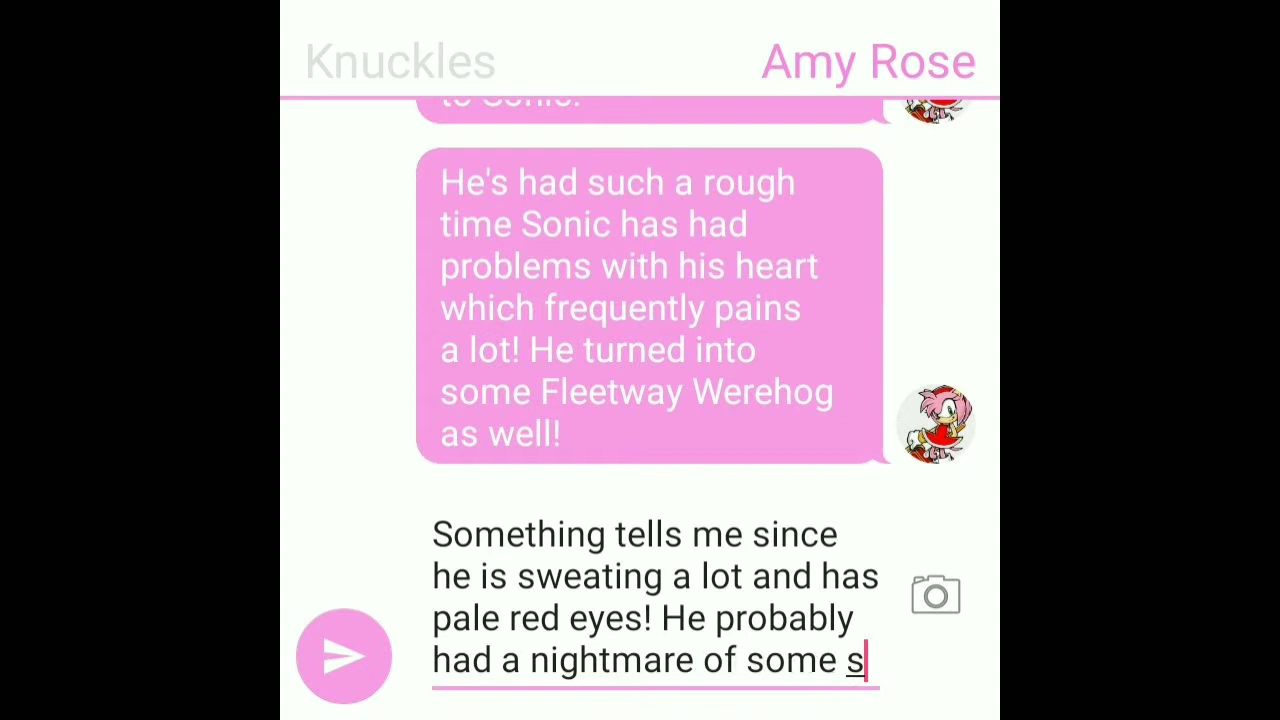 Knuckles
Amy Rose
to Sonic.
He's had such a rough
time Sonic has had
problems with his heart
which frequently pains
a lot! He turned into
some Fleetway Werehog
as well!
Something tells me since
he is sweating a lot and has
pale red eyes! He probably
had a nightmare of some s